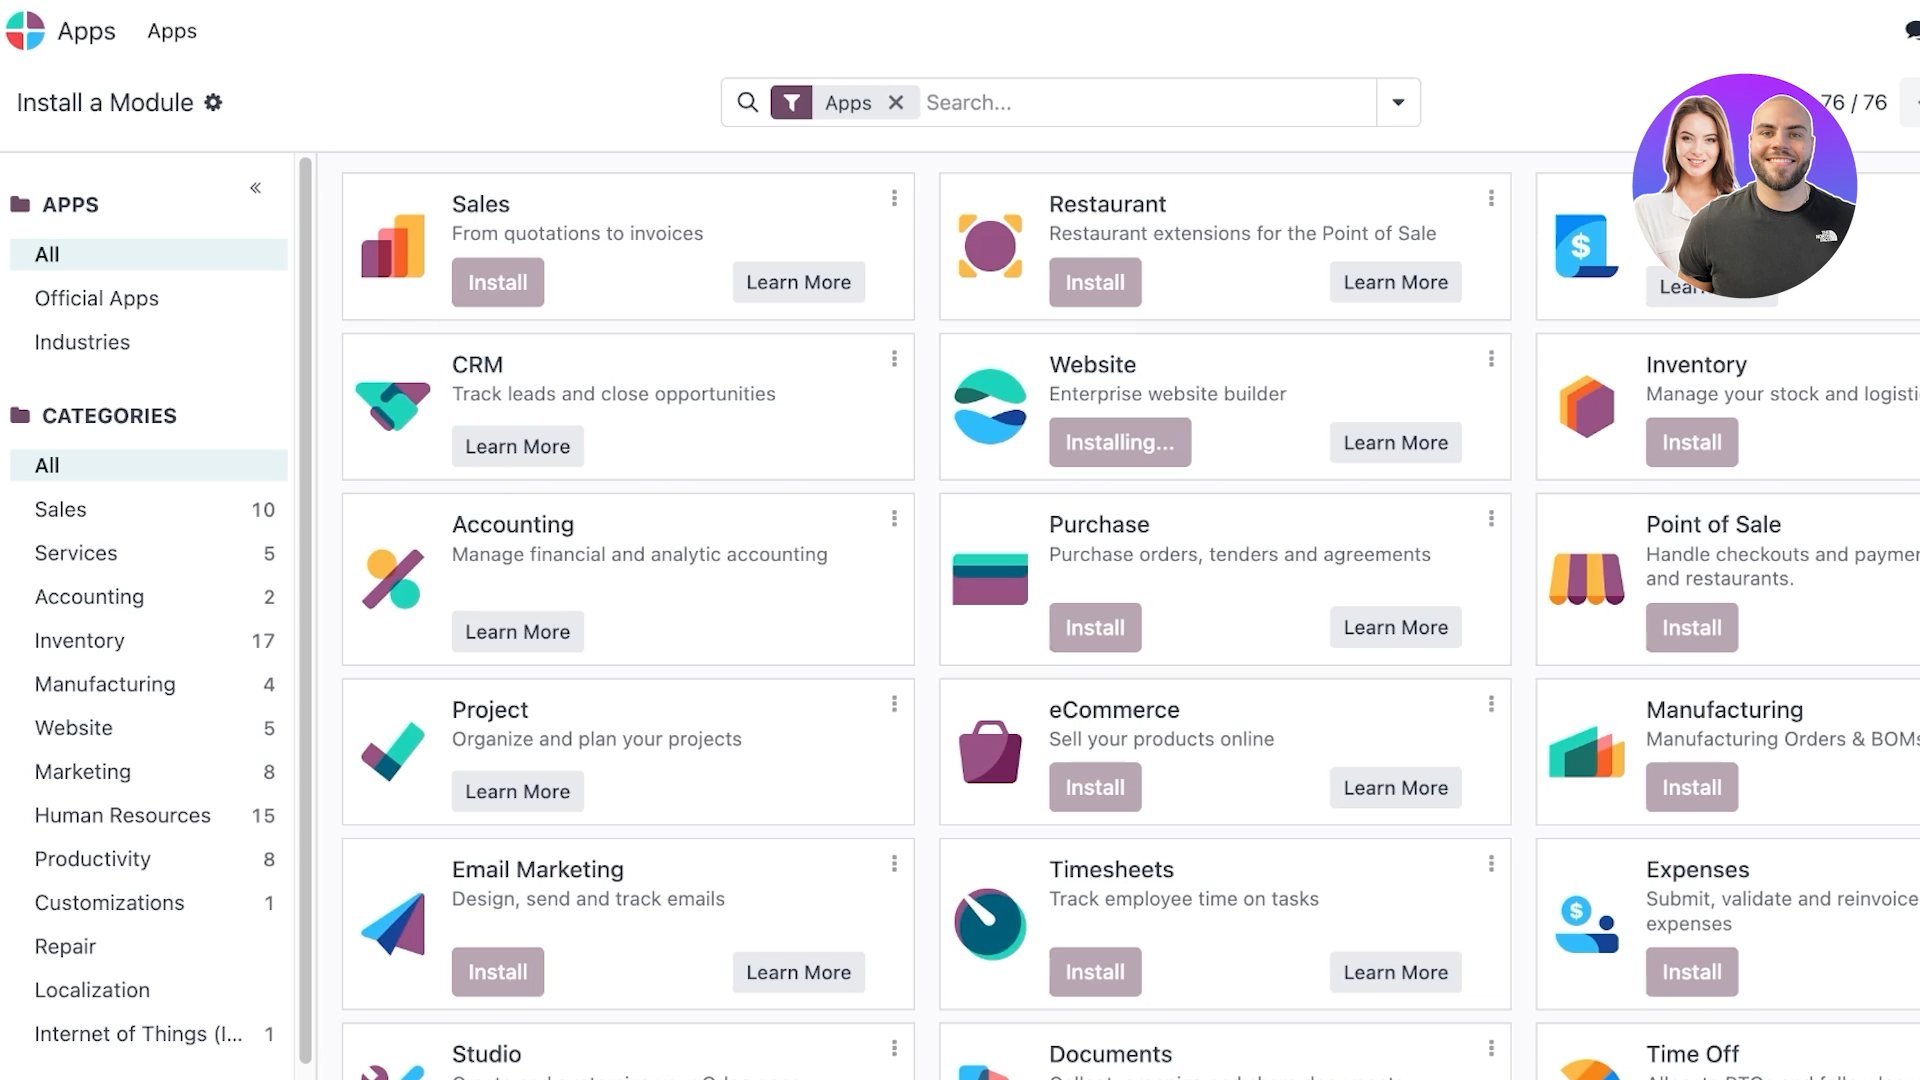 Apps Apps
Install a Module
Apps Search...
76 / 76
APPS
All
Official Apps
Industries
CATEGORIES
All
Sales 10
Services 5
Accounting 2
Inventory 17
Manufacturing 4
Website 5
Marketing 8
Human Resources 15
Productivity 8
Customizations 1
Repair
Localization
Internet of Things (I... 1
Sales
From quotations to invoices
Install Learn More
Restaurant
Restaurant extensions for the Point of Sale
Install Learn More
$
THE NORTH FACE
CRM
Track leads and close opportunities
Learn More
Website
Enterprise website builder
Installing... Learn More
Inventory
Manage your stock and logisti
Install
Accounting
Manage financial and analytic accounting
Learn More
Purchase
Purchase orders, tenders and agreements
Install Learn More
Point of Sale
Handle checkouts and paymen
and restaurants.
Install
Project
Organize and plan your projects
Learn More
eCommerce
Sell your products online
Install Learn More
Manufacturing
Manufacturing Orders & BOMs
Install
Email Marketing
Design, send and track emails
Install Learn More
Timesheets
Track employee time on tasks
Install Learn More
Expenses
Submit, validate and reinvoice
expenses
$
Install
Studio
Documents
Time Off